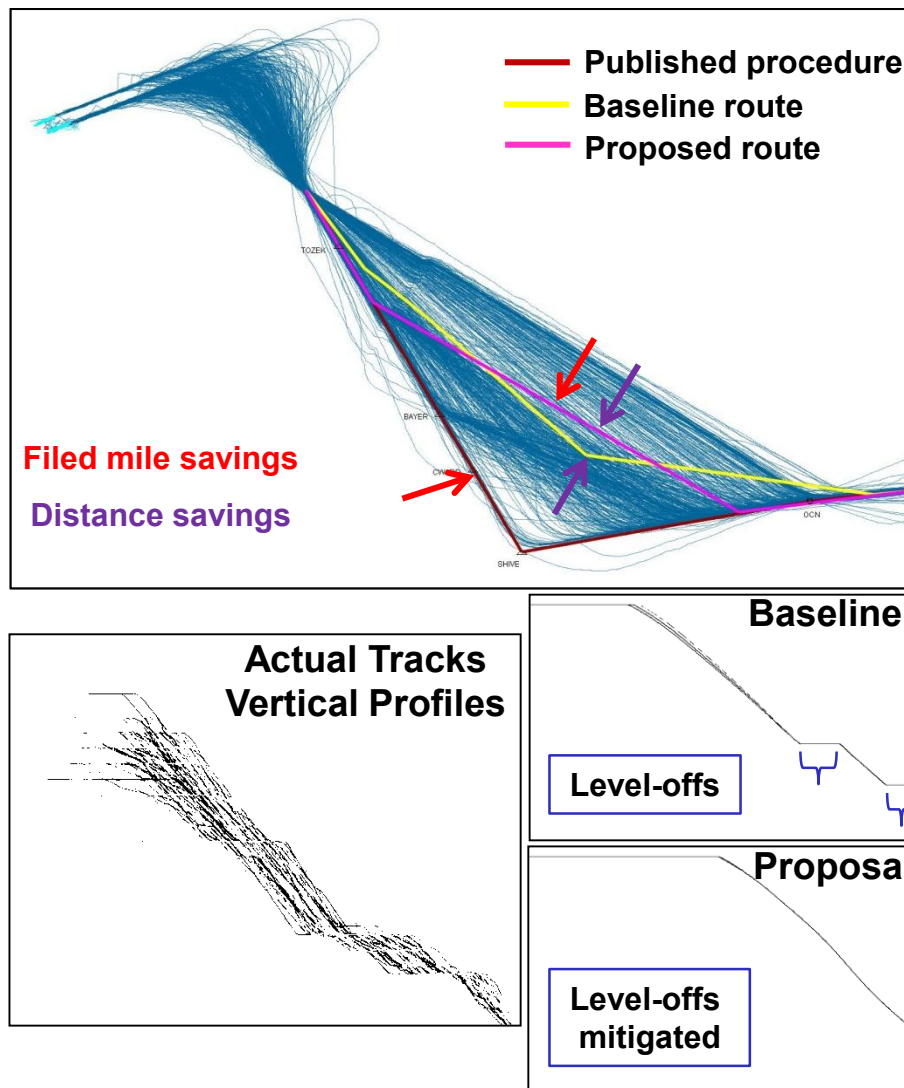 Published procedure
Baseline route
Proposed route
TOZEK
BAYER
Filed mile savings
Distance savings
OCN
SHIVE
Actual Tracks
Vertical Profiles
Baseline
Level-offs
Proposa
Level-offs
mitigated